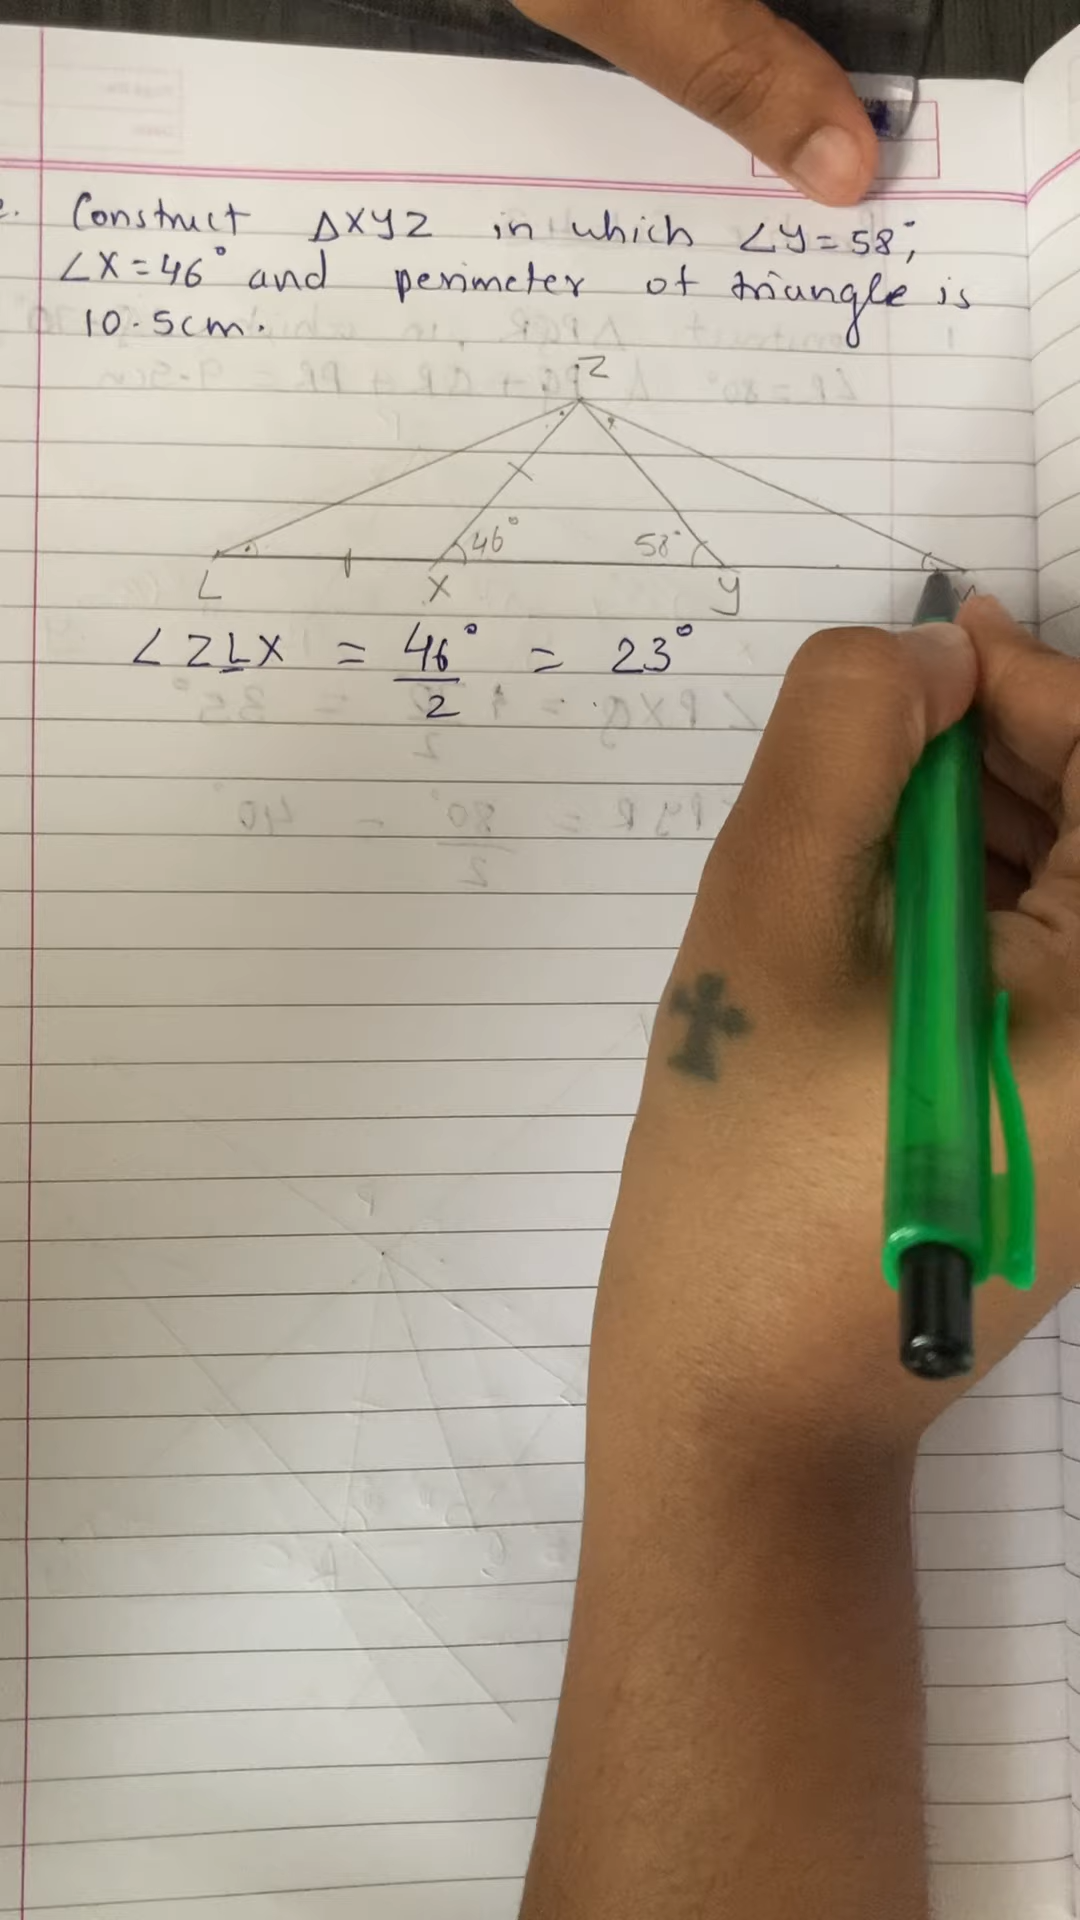 2. Construct ΔXYZ in which ∠Y=58°,
∠X=46° and perimeter of triangle is
10.5cm.
Z
46° 58°
L X Y M
∠ZLX = 46°/2 = 23°